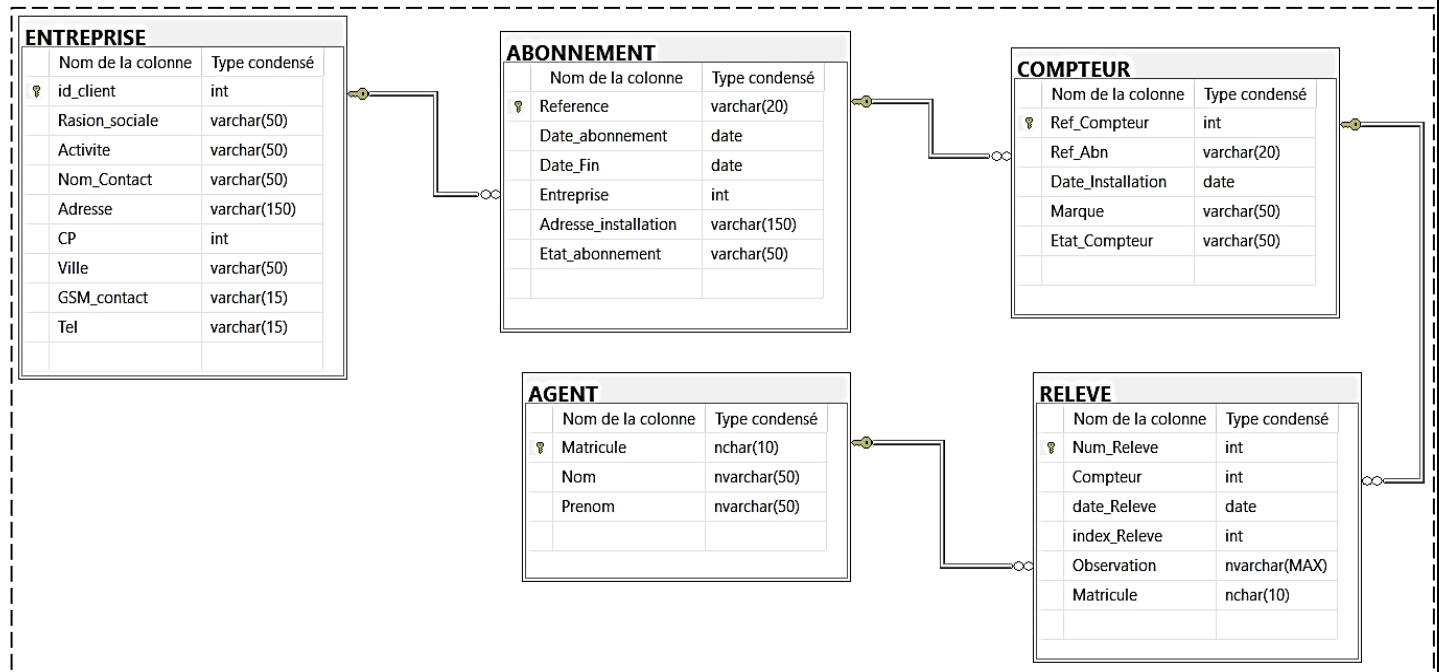 ENTREPRISE
Nom de la colonne Type condensé
id_client int
Rasion_sociale varchar(50)
Activite varchar(50)
Nom_Contact varchar(50)
Adresse varchar(150)
CP int
Ville varchar(50)
GSM_contact varchar(15)
Tel varchar(15)
ABONNEMENT
Nom de la colonne Type condensé
Reference varchar(20)
Date_abonnement date
Date_Fin date
Entreprise int
Adresse_installation varchar(150)
Etat_abonnement varchar(50)
COMPTEUR
Nom de la colonne Type condensé
Ref_Compteur int
Ref_Abn varchar(20)
Date_Installation date
Marque varchar(50)
Etat_Compteur varchar(50)
AGENT
Nom de la colonne Type condensé
Matricule nchar(10)
Nom nvarchar(50)
Prenom nvarchar(50)
RELEVE
Nom de la colonne Type condensé
Num_Releve int
Compteur int
date_Releve date
index_Releve int
Observation nvarchar(MAX)
Matricule nchar(10)